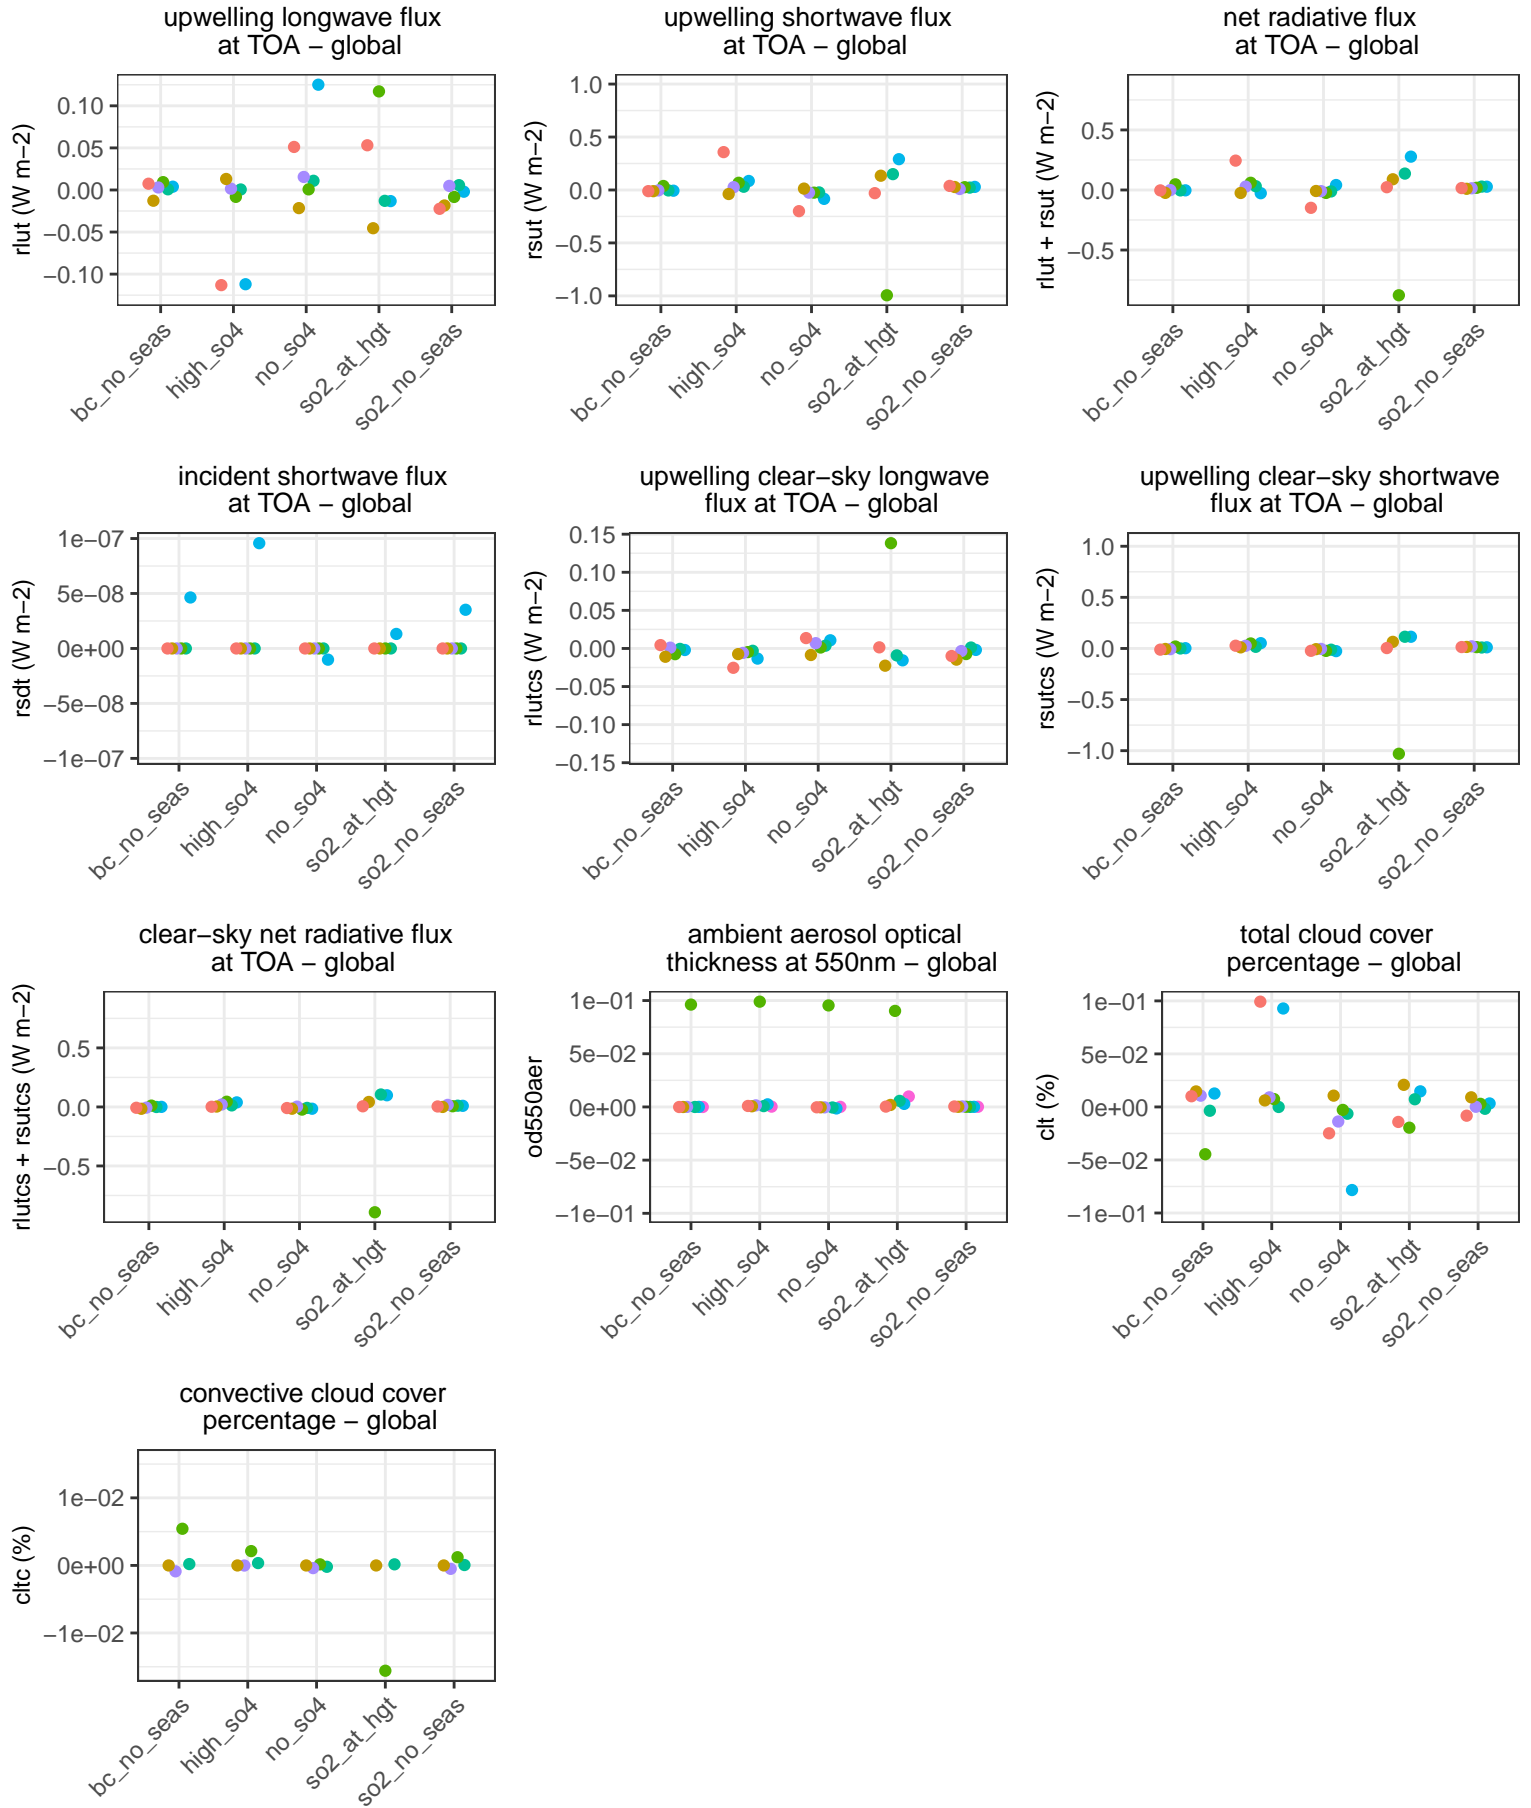 upwelling longwave flux
at TOA − global
rlut (W m−2)
0.10
0.05
0.00
−0.05
−0.10
bc_no_seas
high_so4
no_so4
so2_at_hgt
so2_no_seas
upwelling shortwave flux
at TOA − global
rsut (W m−2)
1.0
0.5
0.0
−0.5
−1.0
bc_no_seas
high_so4
no_so4
so2_at_hgt
so2_no_seas
net radiative flux
at TOA − global
rlut + rsut (W m−2)
0.5
0.0
−0.5
bc_no_seas
high_so4
no_so4
so2_at_hgt
so2_no_seas
incident shortwave flux
at TOA − global
rsdt (W m−2)
1e−07
5e−08
0e+00
−5e−08
−1e−07
bc_no_seas
high_so4
no_so4
so2_at_hgt
so2_no_seas
upwelling clear−sky longwave
flux at TOA − global
rlutcs (W m−2)
0.15
0.10
0.05
0.00
−0.05
−0.10
−0.15
bc_no_seas
high_so4
no_so4
so2_at_hgt
so2_no_seas
upwelling clear−sky shortwave
flux at TOA − global
rsutcs (W m−2)
1.0
0.5
0.0
−0.5
−1.0
bc_no_seas
high_so4
no_so4
so2_at_hgt
so2_no_seas
clear−sky net radiative flux
at TOA − global
rlutcs + rsutcs (W m−2)
0.5
0.0
−0.5
bc_no_seas
high_so4
no_so4
so2_at_hgt
so2_no_seas
ambient aerosol optical
thickness at 550nm − global
od550aer
1e−01
5e−02
0e+00
−5e−02
−1e−01
bc_no_seas
high_so4
no_so4
so2_at_hgt
so2_no_seas
total cloud cover
percentage − global
clt (%)
1e−01
5e−02
0e+00
−5e−02
−1e−01
bc_no_seas
high_so4
no_so4
so2_at_hgt
so2_no_seas
convective cloud cover
percentage − global
cltc (%)
1e−02
0e+00
−1e−02
bc_no_seas
high_so4
no_so4
so2_at_hgt
so2_no_seas